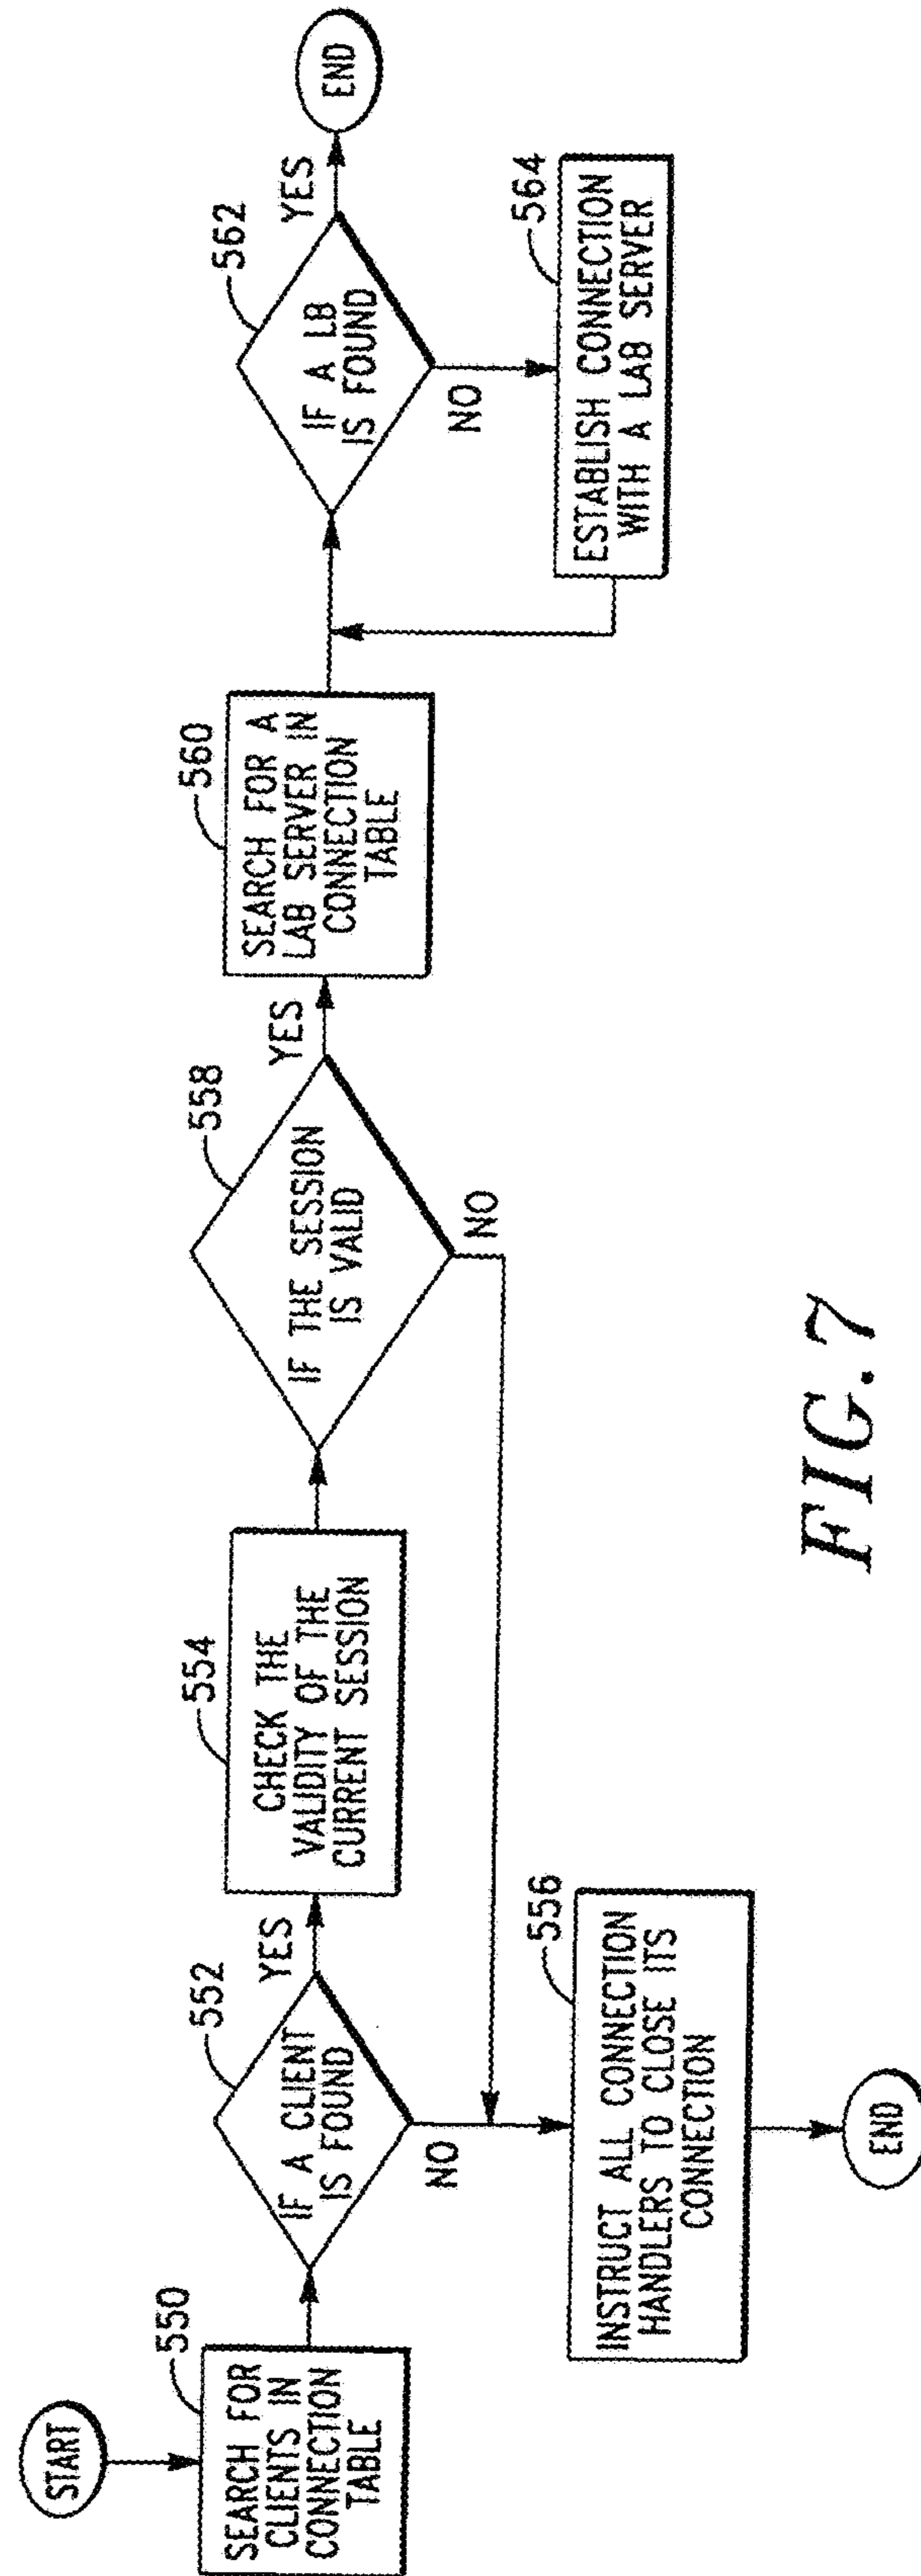 START
550
SEARCH FOR
CLIENTS IN
CONNECTION
TABLE
552
IF A CLIENT
IS FOUND
YES
NO
554
CHECK THE
VALIDITY OF THE
CURRENT SESSION
556
INSTRUCT ALL CONNECTION
HANDLERS TO CLOSE ITS
CONNECTION
END
558
IF THE SESSION
IS VALID
YES
NO
560
SEARCH FOR A
LAB SERVER IN
CONNECTION
TABLE
562
IF A LB
IS FOUND
YES
NO
END
564
ESTABLISH CONNECTION
WITH A LAB SERVER
FIG. 7